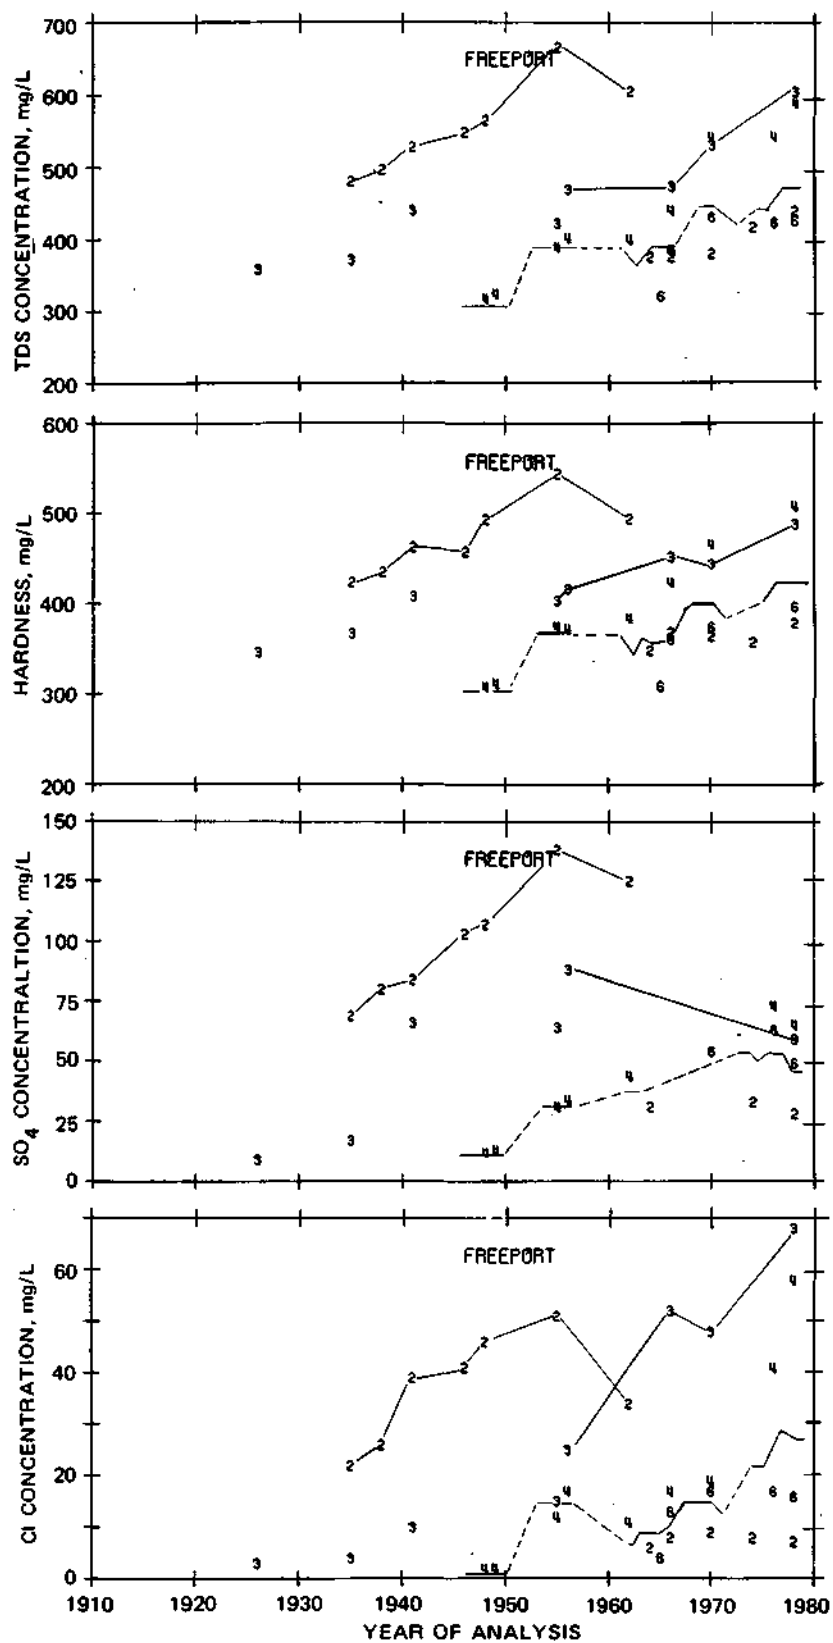 700
600
500
400
300
200
TDS CONCENTRATION, mg/L
FREEPORT
600
500
400
300
200
HARDNESS, mg/L
FREEPORT
150
125
100
75
50
25
0
SO4 CONCENTRALTION, mg/L
FREEPORT
60
40
20
0
Cl CONCENTRATION, mg/L
FREEPORT
1910 1920 1930 1940 1950 1960 1970 1980
YEAR OF ANALYSIS